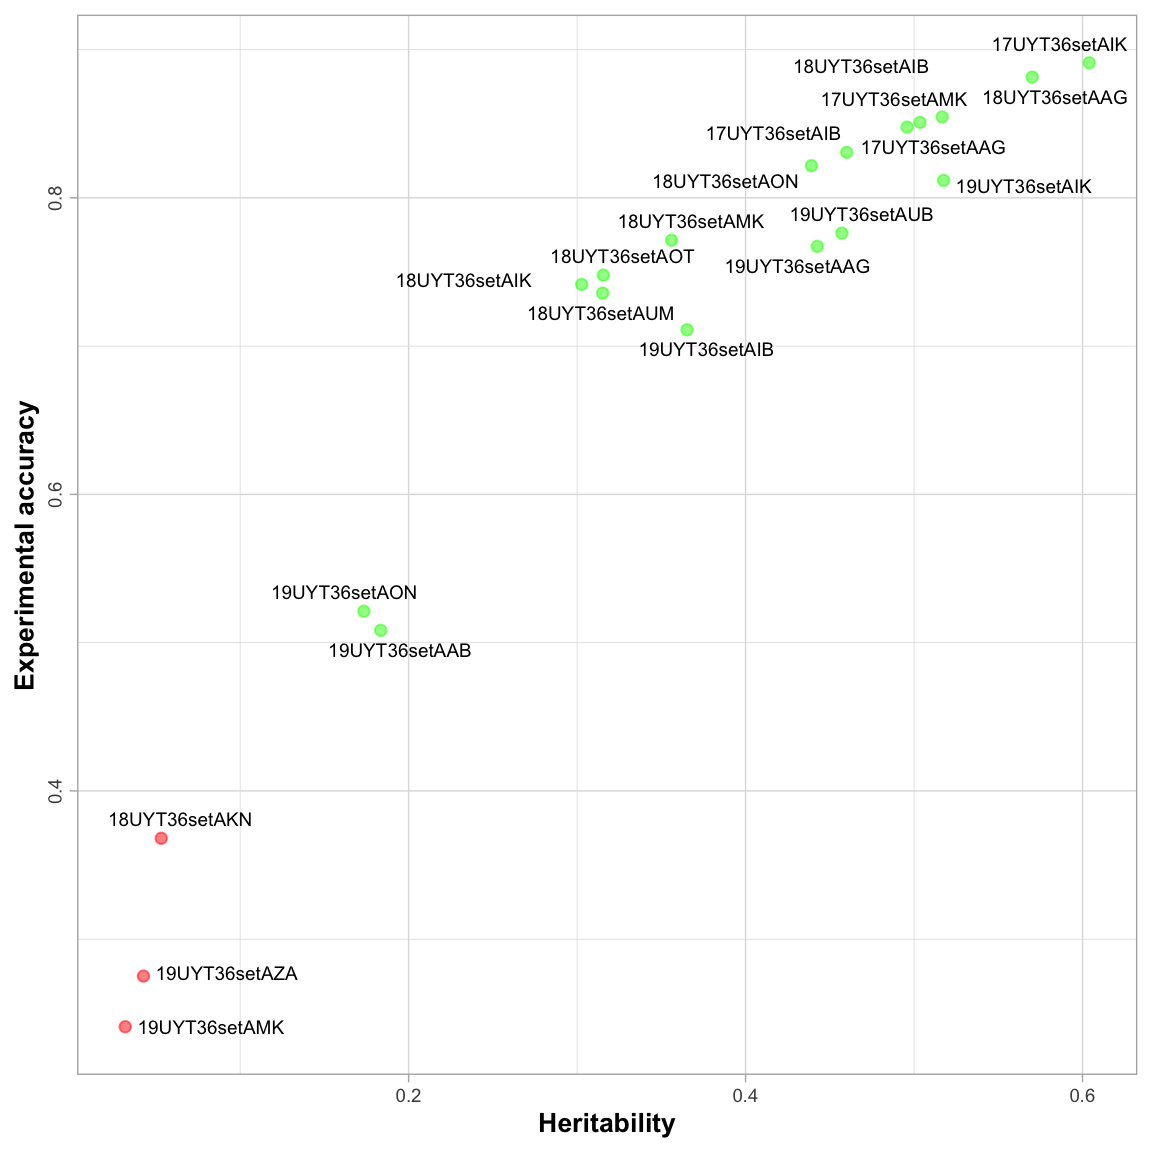 17UYT36setAIK
18UYT36setAIB
18UYT36setAAG
17UYT36setAMK
17UYT36setAIB
17UYT36setAAG
18UYT36setAON
19UYT36setAIK
0.8
18UYT36setAMK
19UYT36setAUB
18UYT36setAOT
19UYT36setAAG
18UYT36setAIK
18UYT36setAUM
19UYT36setAIB
Experimental accuracy
0.6
19UYT36setAON
19UYT36setAAB
0.4
18UYT36setAKN
19UYT36setAZA
19UYT36setAMK
0.2
0.4
0.6
Heritability